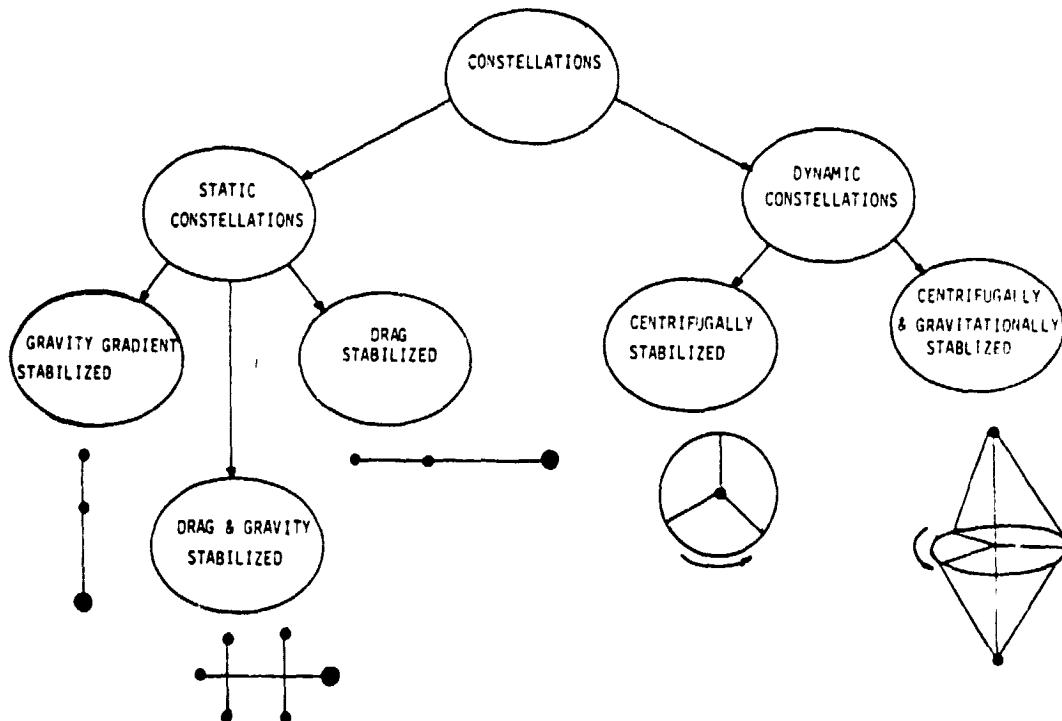 CONSTELLATIONS
STATIC
CONSTELLATIONS
DYNAMIC
CONSTELLATIONS
GRAVITY GRADIENT
STABILIZED
DRAG
STABILIZED
DRAG & GRAVITY
STABILIZED
CENTRIFUGALLY
STABILIZED
CENTRIFUGALLY
& GRAVITATIONALLY
STABLIZED